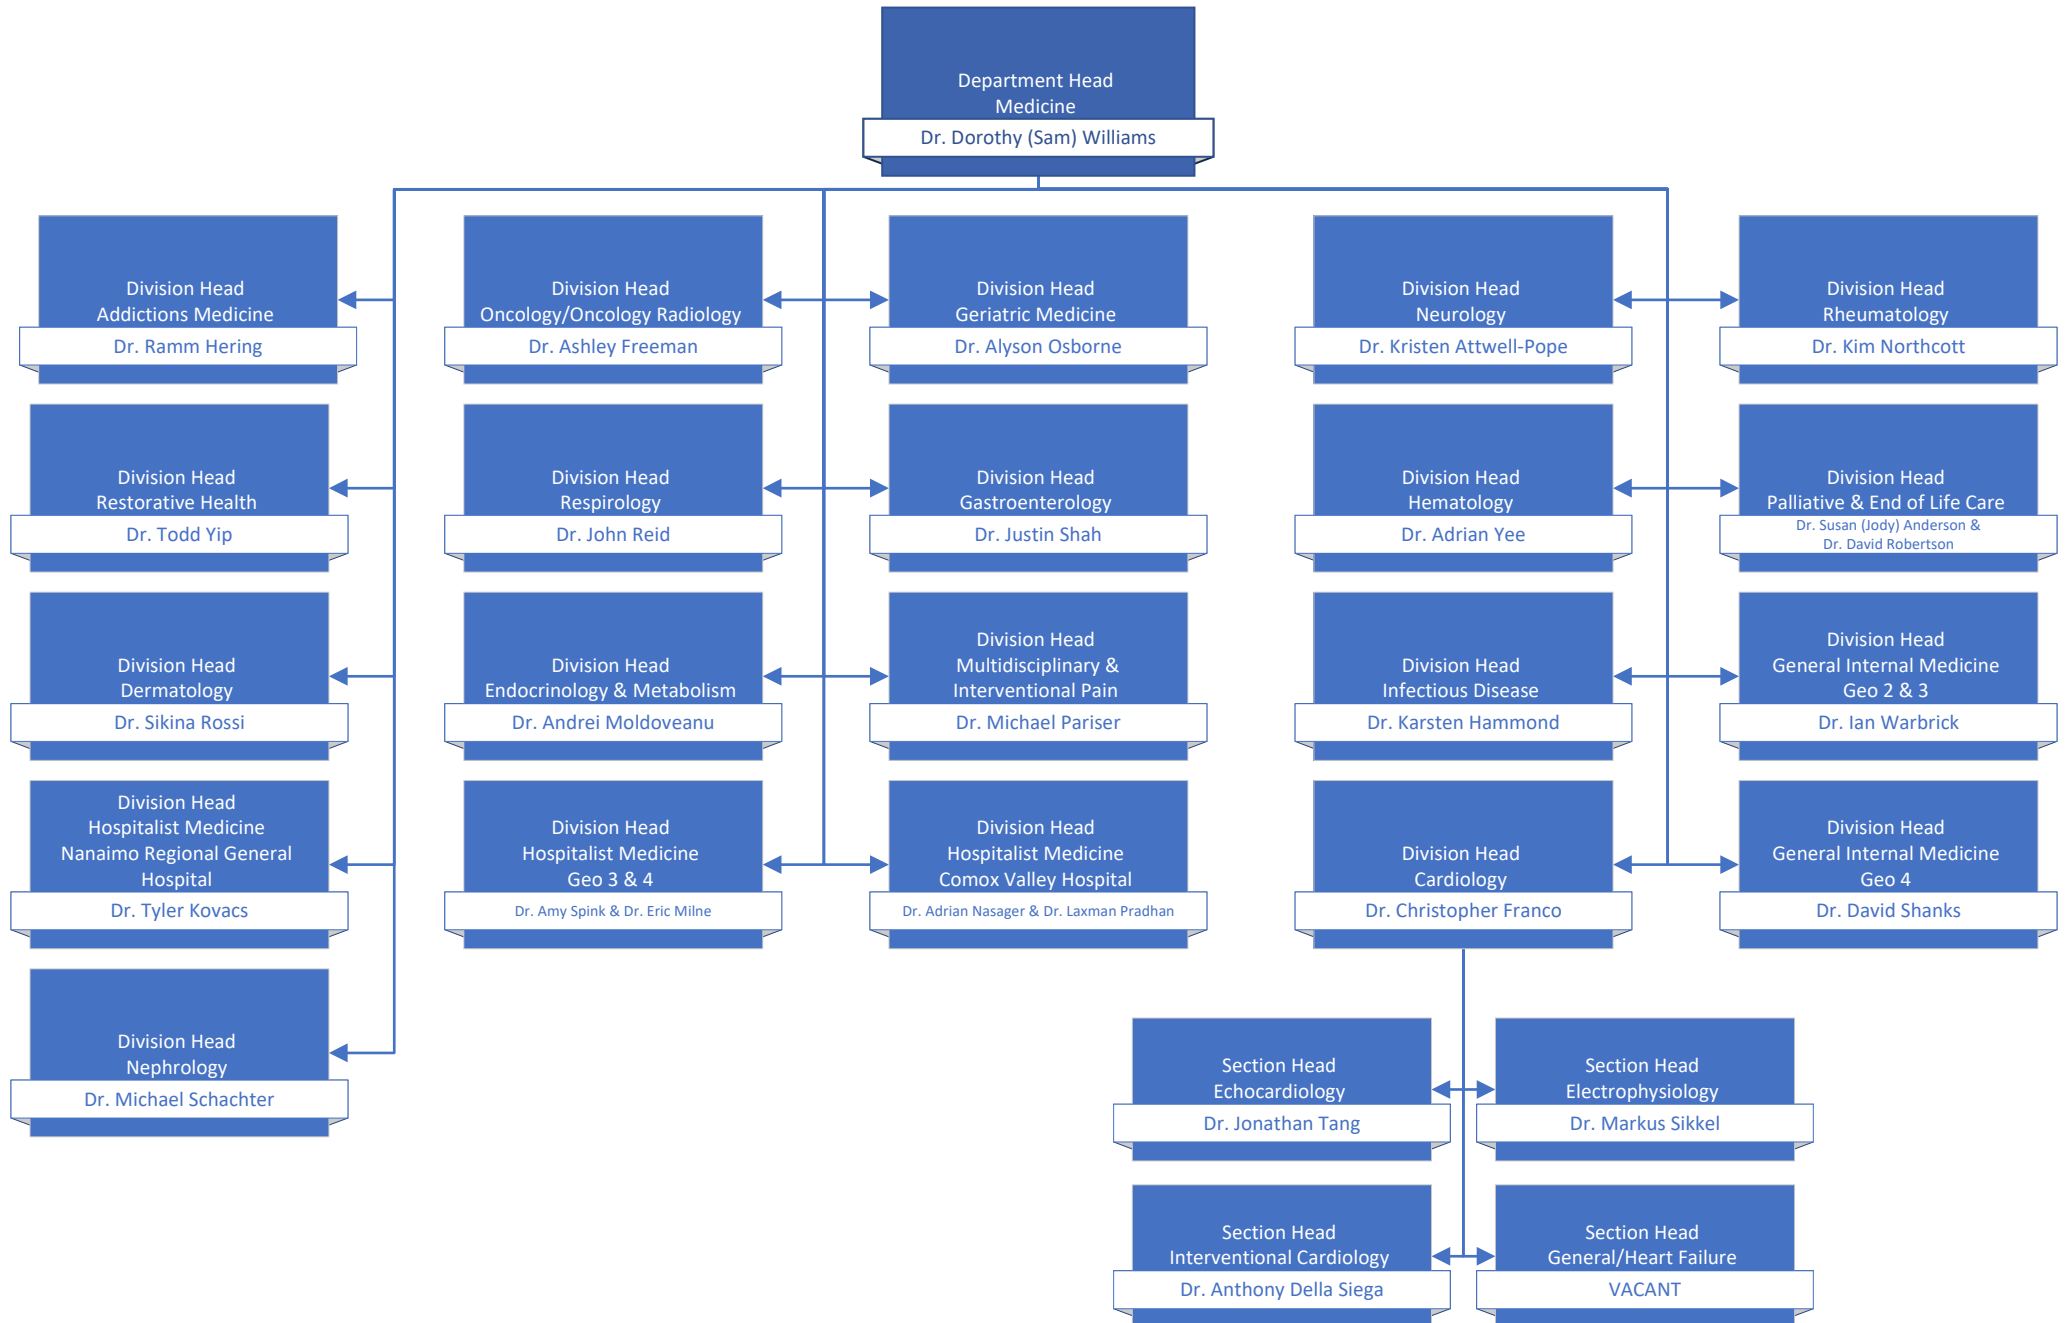 Department Head
Medicine
Dr. Dorothy (Sam) Williams
Division Head
Addictions Medicine
Dr. Ramm Hering
Division Head
Oncology/Oncology Radiology
Dr. Ashley Freeman
Division Head
Geriatric Medicine
Dr. Alyson Osborne
Division Head
Neurology
Dr. Kristen Attwell-Pope
Division Head
Rheumatology
Dr. Kim Northcott
Division Head
Restorative Health
Dr. Todd Yip
Division Head
Respirology
Dr. John Reid
Division Head
Gastroenterology
Dr. Justin Shah
Division Head
Hematology
Dr. Adrian Yee
Division Head
Palliative & End of Life Care
Dr. Susan (Jody) Anderson &
Dr. David Robertson
Division Head
Dermatology
Dr. Sikina Rossi
Division Head
Endocrinology & Metabolism
Dr. Andrei Moldoveanu
Division Head
Multidisciplinary &
Interventional Pain
Dr. Michael Pariser
Division Head
Infectious Disease
Dr. Karsten Hammond
Division Head
General Internal Medicine
Geo 2 & 3
Dr. Ian Warbrick
Division Head
Hospitalist Medicine
Nanaimo Regional General
Hospital
Dr. Tyler Kovacs
Division Head
Hospitalist Medicine
Geo 3 & 4
Dr. Amy Spink & Dr. Eric Milne
Division Head
Hospitalist Medicine
Comox Valley Hospital
Dr. Adrian Nasager & Dr. Laxman Pradhan
Division Head
Cardiology
Dr. Christopher Franco
Division Head
General Internal Medicine
Geo 4
Dr. David Shanks
Division Head
Nephrology
Dr. Michael Schachter
Section Head
Echocardiology
Dr. Jonathan Tang
Section Head
Electrophysiology
Dr. Markus Sikkel
Section Head
Interventional Cardiology
Dr. Anthony Della Siega
Section Head
General/Heart Failure
VACANT